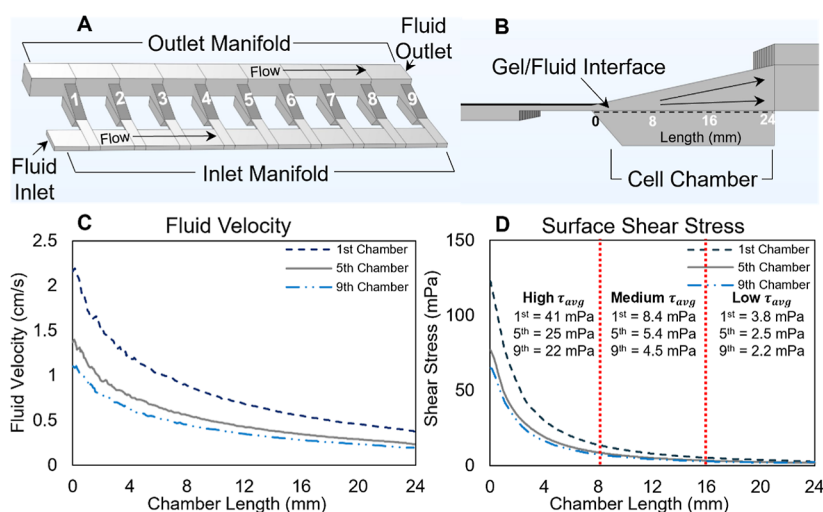 A
Outlet Manifold
Fluid
Outlet
Flow
1 2 3 4 5 6 7 8 9
Flow
Fluid
Inlet
Inlet Manifold
B
Gel/Fluid Interface
0 8 16 24
Length (mm)
Cell Chamber
C Fluid Velocity
Fluid Velocity (cm/s)
2.5
2
1.5
1
0.5
0
1st Chamber
5th Chamber
9th Chamber
0 4 8 12 16 20 24
Chamber Length (mm)
D Surface Shear Stress
Shear Stress (mPa)
150
100
50
0
1st Chamber
5th Chamber
9th Chamber
High τavg
1st = 41 mPa
5th = 25 mPa
9th = 22 mPa
Medium τavg
1st = 8.4 mPa
5th = 5.4 mPa
9th = 4.5 mPa
Low τavg
1st = 3.8 mPa
5th = 2.5 mPa
9th = 2.2 mPa
0 4 8 12 16 20 24
Chamber Length (mm)